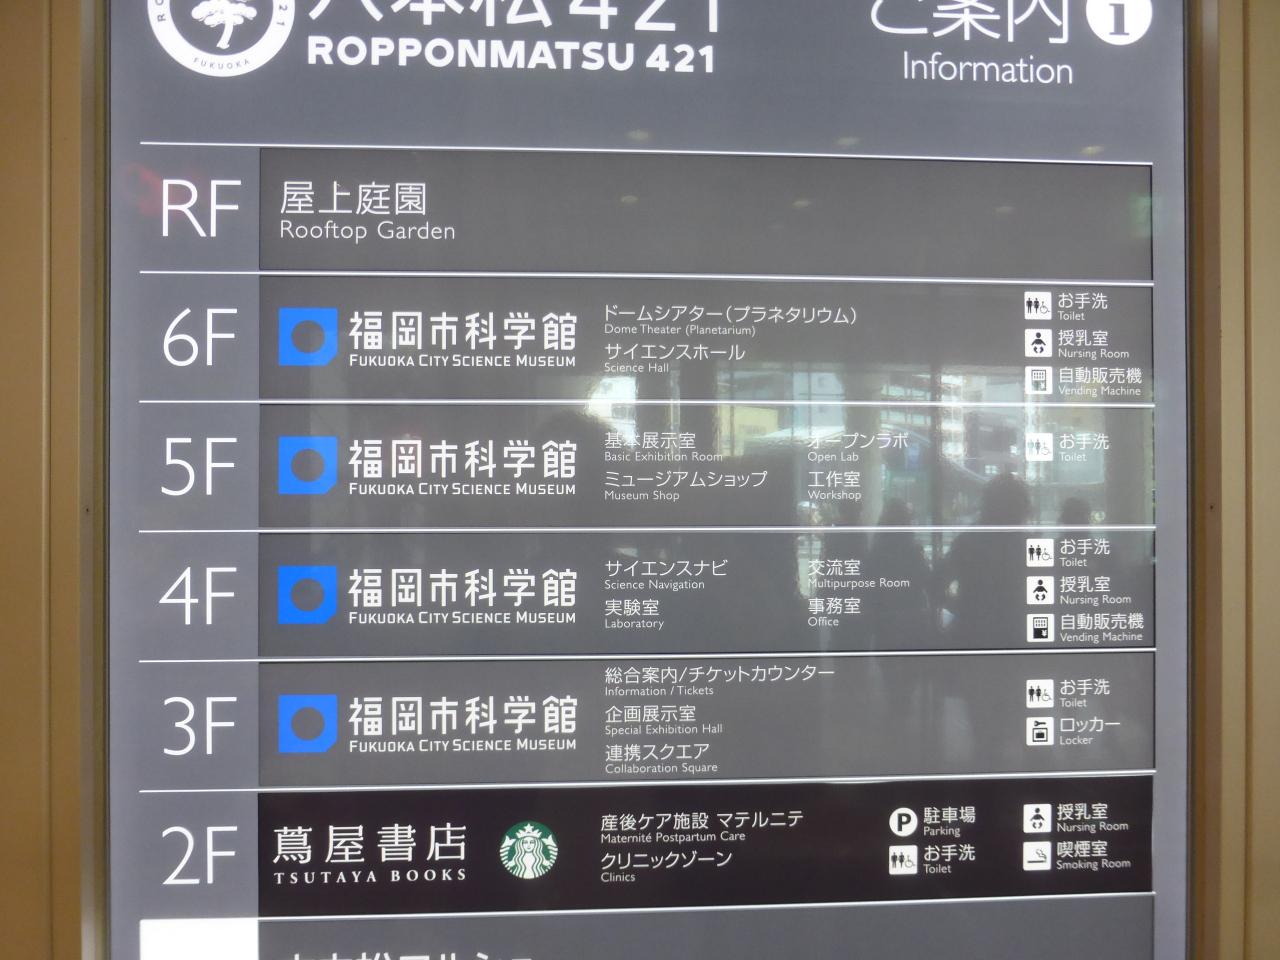 FUKUOKA
六本松 421
ROPPONMATSU 421
ご案内
Information
RF
屋上庭園
Rooftop Garden
6F
福岡市科学館
FUKUOKA CITY SCIENCE MUSEUM
ドームシアター(プラネタリウム)
Dome Theater (Planetarium)
サイエンスホール
Science Hall
お手洗
Toilet
授乳室
Nursing Room
自動販売機
Vending Machine
5F
福岡市科学館
FUKUOKA CITY SCIENCE MUSEUM
基本展示室
Basic Exhibition Room
ミュージアムショップ
Museum Shop
オープンラボ
Open Lab
工作室
Workshop
お手洗
Toilet
4F
福岡市科学館
FUKUOKA CITY SCIENCE MUSEUM
サイエンスナビ
Science Navigation
実験室
Laboratory
交流室
Multipurpose Room
事務室
Office
お手洗
Toilet
授乳室
Nursing Room
自動販売機
Vending Machine
3F
福岡市科学館
FUKUOKA CITY SCIENCE MUSEUM
総合案内/チケットカウンター
Information / Tickets
企画展示室
Special Exhibition Hall
連携スクエア
Collaboration Square
お手洗
Toilet
ロッカー
Locker
2F
蔦屋書店
TSUTAYA BOOKS
産後ケア施設 マテルニテ
Maternité Postpartum Care
クリニックゾーン
Clinics
P
駐車場
Parking
お手洗
Toilet
授乳室
Nursing Room
喫煙室
Smoking Room